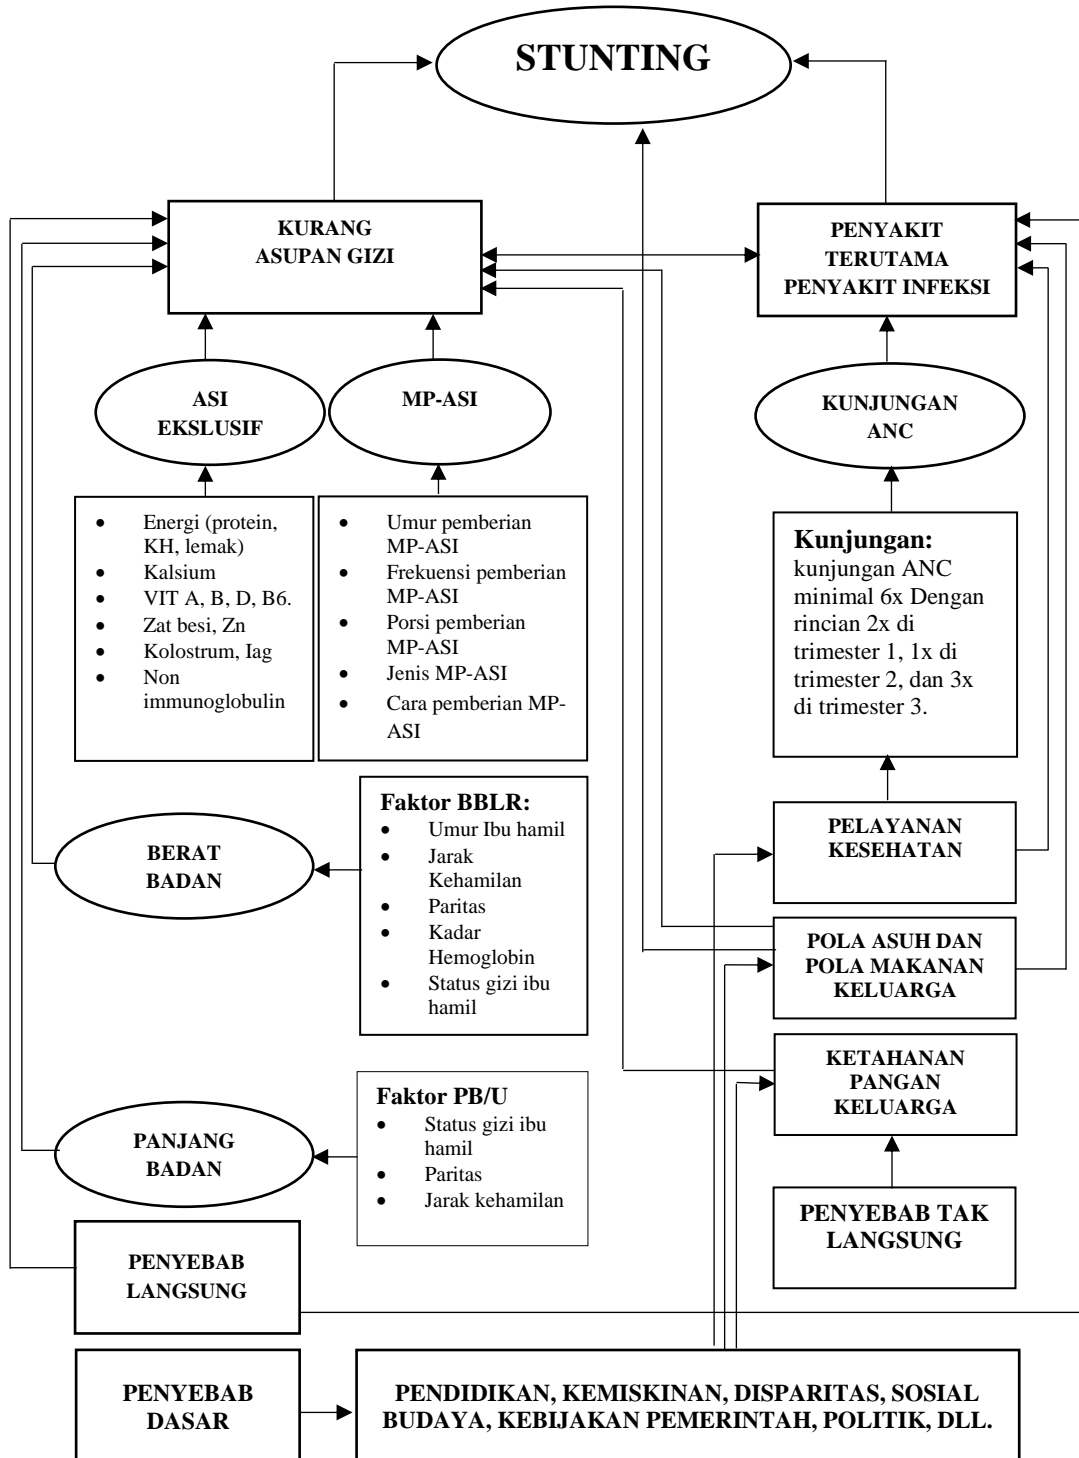 STUNTING
KURANG
ASUPAN GIZI
PENYAKIT
TERUTAMA
PENYAKIT INFEKSI
ASI
EKSLUSIF
MP-ASI
KUNJUNGAN
ANC
• Energi (protein,
KH, lemak)
• Kalsium
• VIT A, B, D, B6.
• Zat besi, Zn
• Kolostrum, Iag
• Non
immunoglobulin
• Umur pemberian
MP-ASI
• Frekuensi pemberian
MP-ASI
• Porsi pemberian
MP-ASI
• Jenis MP-ASI
• Cara pemberian MP-
ASI
Kunjungan:
kunjungan ANC
minimal 6x Dengan
rincian 2x di
trimester 1, 1x di
trimester 2, dan 3x
di trimester 3.
BERAT
BADAN
Faktor BBLR:
• Umur Ibu hamil
• Jarak
Kehamilan
• Paritas
• Kadar
Hemoglobin
• Status gizi ibu
hamil
PELAYANAN
KESEHATAN
POLA ASUH DAN
POLA MAKANAN
KELUARGA
KETAHANAN
PANGAN
KELUARGA
PANJANG
BADAN
Faktor PB/U
• Status gizi ibu
hamil
• Paritas
• Jarak kehamilan
PENYEBAB TAK
LANGSUNG
PENYEBAB
LANGSUNG
PENYEBAB
DASAR
PENDIDIKAN, KEMISKINAN, DISPARITAS, SOSIAL
BUDAYA, KEBIJAKAN PEMERINTAH, POLITIK, DLL.